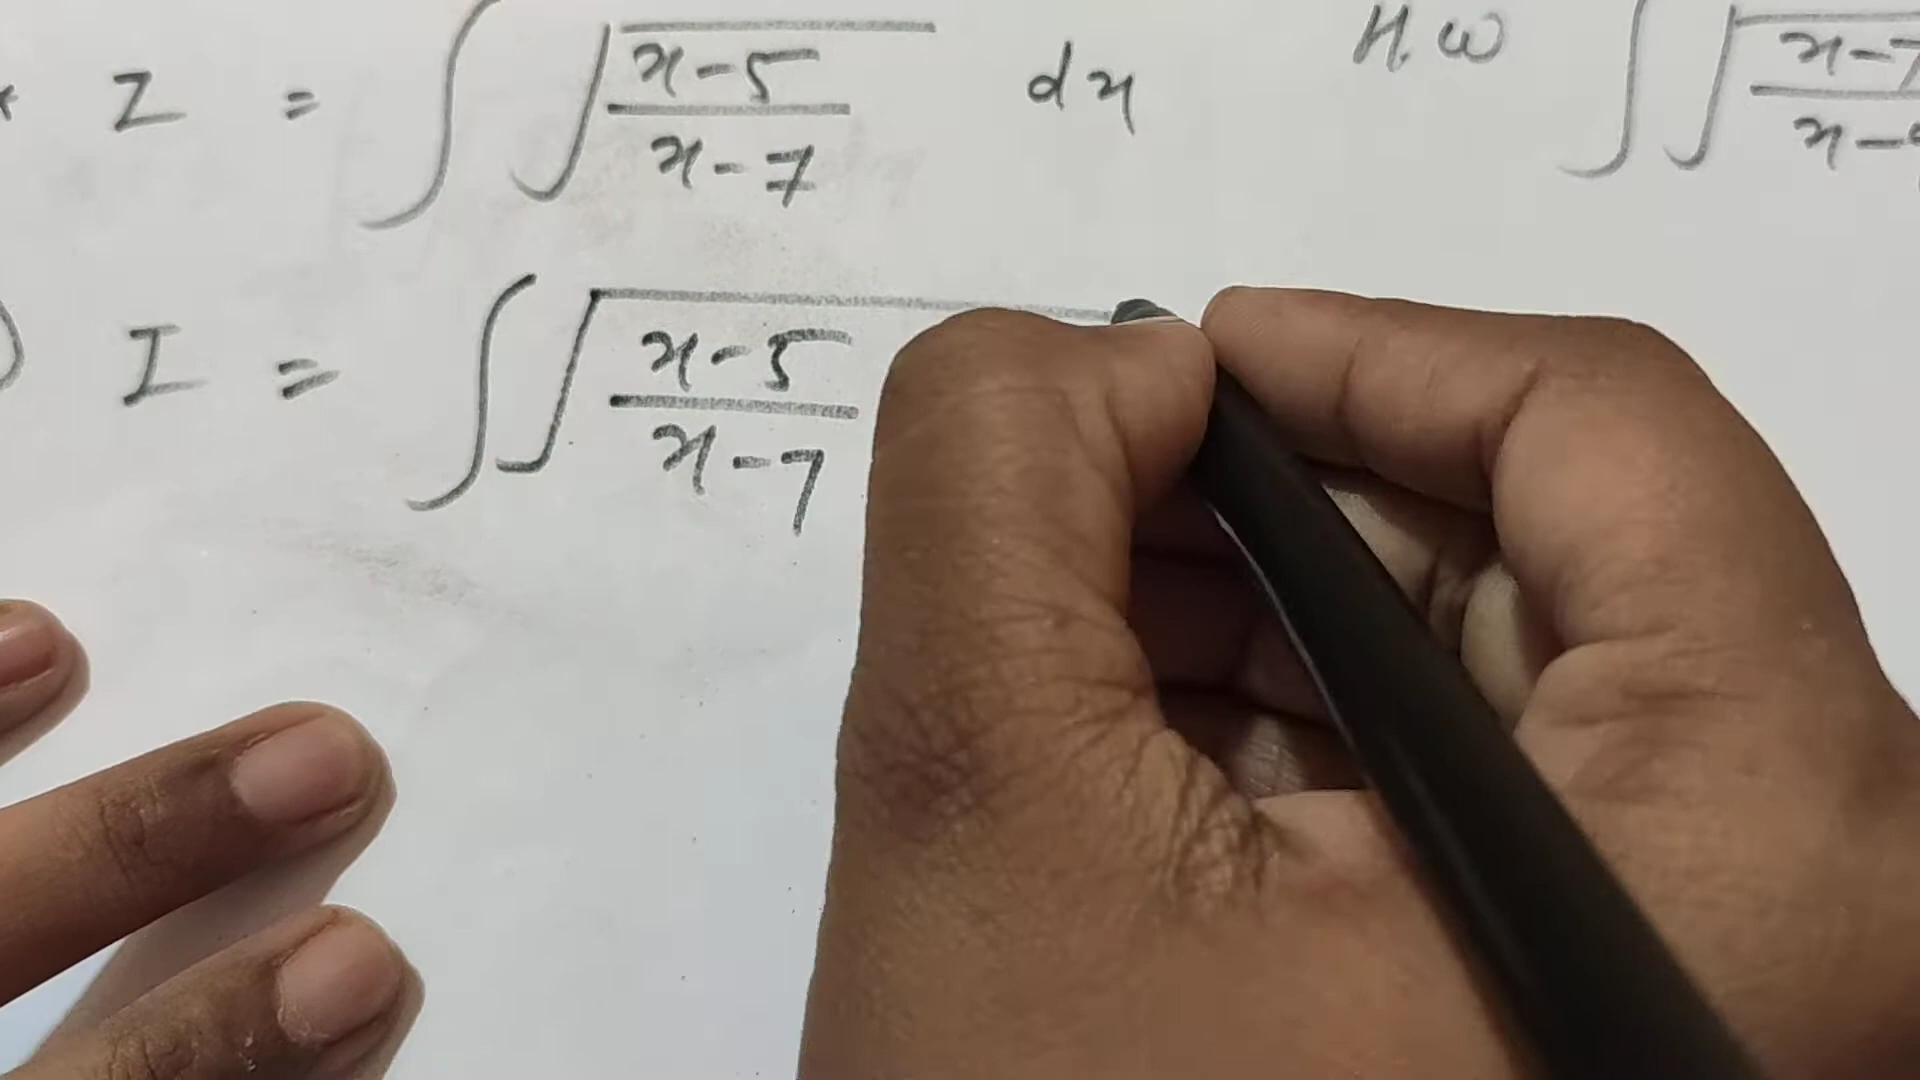 * I = ∫ √(x-5/x-7) dx H.W ∫ √(x-7/x-
) I = ∫ √(x-5/x-7)